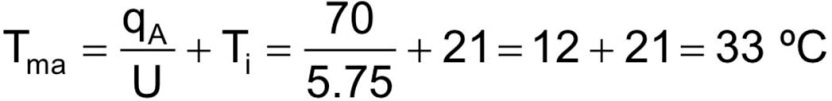 T_ma = q_A/U + T_i = 70/5.75 + 21 = 12 + 21 = 33 ºC